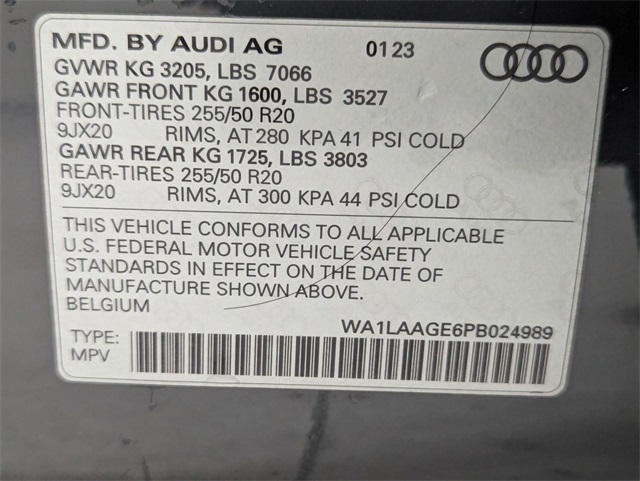 MFD. BY AUDI AG 0123
GVWR KG 3205, LBS 7066
GAWR FRONT KG 1600, LBS 3527
FRONT-TIRES 255/50 R20
9JX20 RIMS, AT 280 KPA 41 PSI COLD
GAWR REAR KG 1725, LBS 3803
REAR-TIRES 255/50 R20
9JX20 RIMS, AT 300 KPA 44 PSI COLD
THIS VEHICLE CONFORMS TO ALL APPLICABLE
U.S. FEDERAL MOTOR VEHICLE SAFETY
STANDARDS IN EFFECT ON THE DATE OF
MANUFACTURE SHOWN ABOVE.
BELGIUM
WA1LAAGE6PB024989
TYPE:
MPV